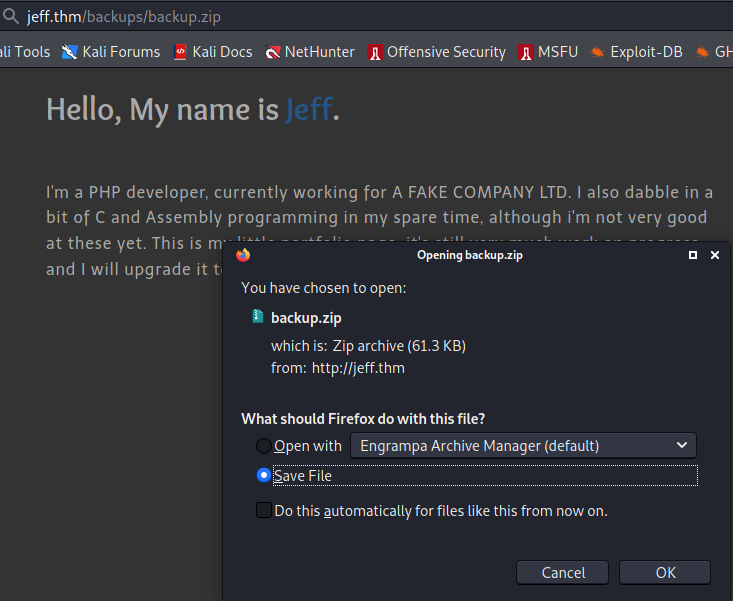 jeff.thm/backups/backup.zip
ali Tools Kali Forums Kali Docs NetHunter Offensive Security MSFU Exploit-DB GH
Hello, My name is Jeff.
I'm a PHP developer, currently working for A FAKE COMPANY LTD. I also dabble in a
bit of C and Assembly programming in my spare time, although i'm not very good
at these yet. This is my little portfolio page, it's still very much work on progress
and I will upgrade it
Opening backup.zip
You have chosen to open:
backup.zip
which is: Zip archive (61.3 KB)
from: http://jeff.thm
What should Firefox do with this file?
Open with Engrampa Archive Manager (default)
Save File
Do this automatically for files like this from now on.
Cancel OK